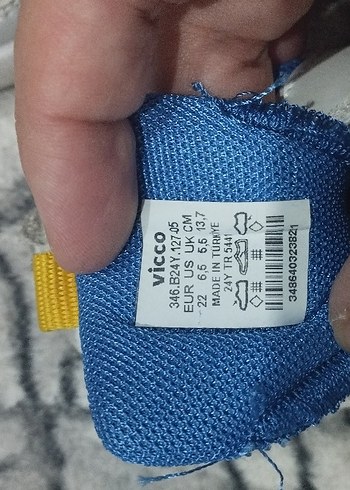 vicco
346.B24Y.127-05
EUR US UK CM
22 6,5 5,5 13,7
MADE IN TURKIYE
24Y TR 5441
3486403238821